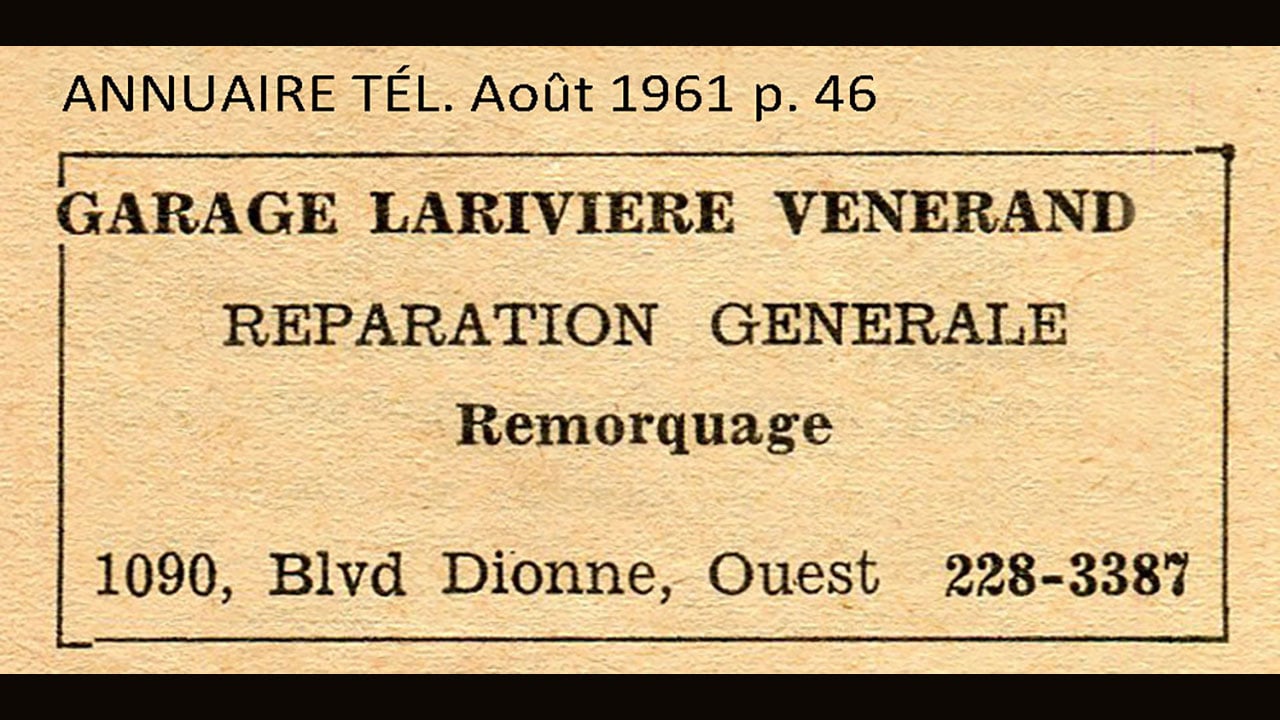 ANNUAIRE TÉL. Août 1961 p. 46
GARAGE LARIVIERE VENERAND
REPARATION GENERALE
Remorquage
1090, Blvd Dionne, Ouest 228-3387